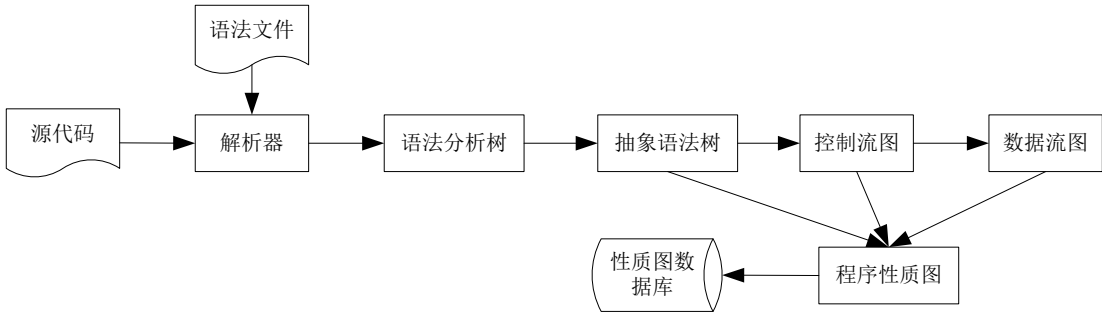 语法文件
源代码
解析器
语法分析树
抽象语法树
控制流图
数据流图
性质图数
据库
程序性质图